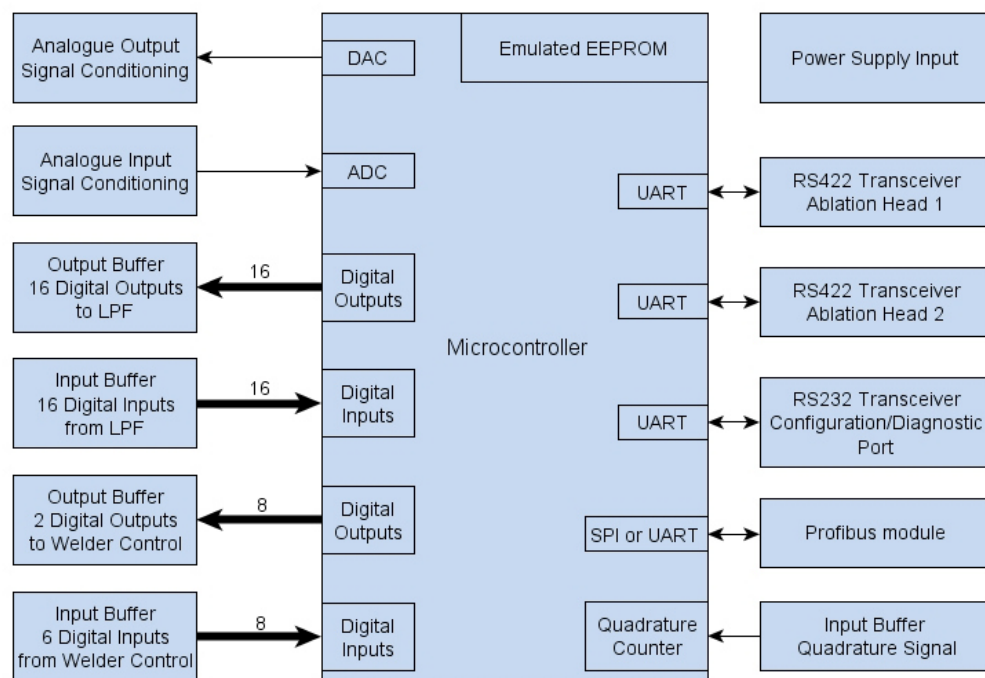 Analogue Output
Signal Conditioning
DAC
Emulated EEPROM
Power Supply Input
Analogue Input
Signal Conditioning
ADC
UART
RS422 Transceiver
Ablation Head 1
Output Buffer
16 Digital Outputs
to LPF
16
Digital
Outputs
UART
RS422 Transceiver
Ablation Head 2
Microcontroller
Input Buffer
16 Digital Inputs
from LPF
16
Digital
Inputs
UART
RS232 Transceiver
Configuration/Diagnostic
Port
Output Buffer
2 Digital Outputs
to Welder Control
8
Digital
Outputs
SPI or UART
Profibus module
Input Buffer
6 Digital Inputs
from Welder Control
8
Digital
Inputs
Quadrature
Counter
Input Buffer
Quadrature Signal